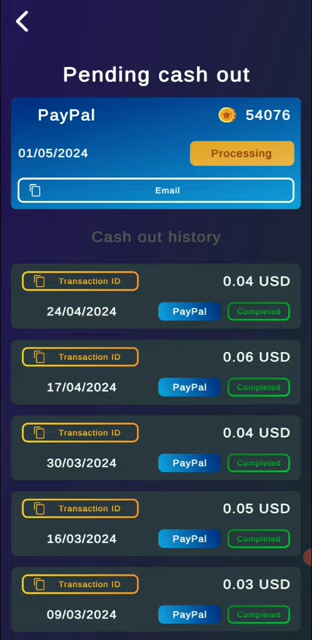 Pending cash out
PayPal 54076
01/05/2024 Processing
Email
Cash out history
Transaction ID 0.04 USD
24/04/2024 PayPal Completed
Transaction ID 0.06 USD
17/04/2024 PayPal Completed
Transaction ID 0.04 USD
30/03/2024 PayPal Completed
Transaction ID 0.05 USD
16/03/2024 PayPal Completed
Transaction ID 0.03 USD
09/03/2024 PayPal Completed